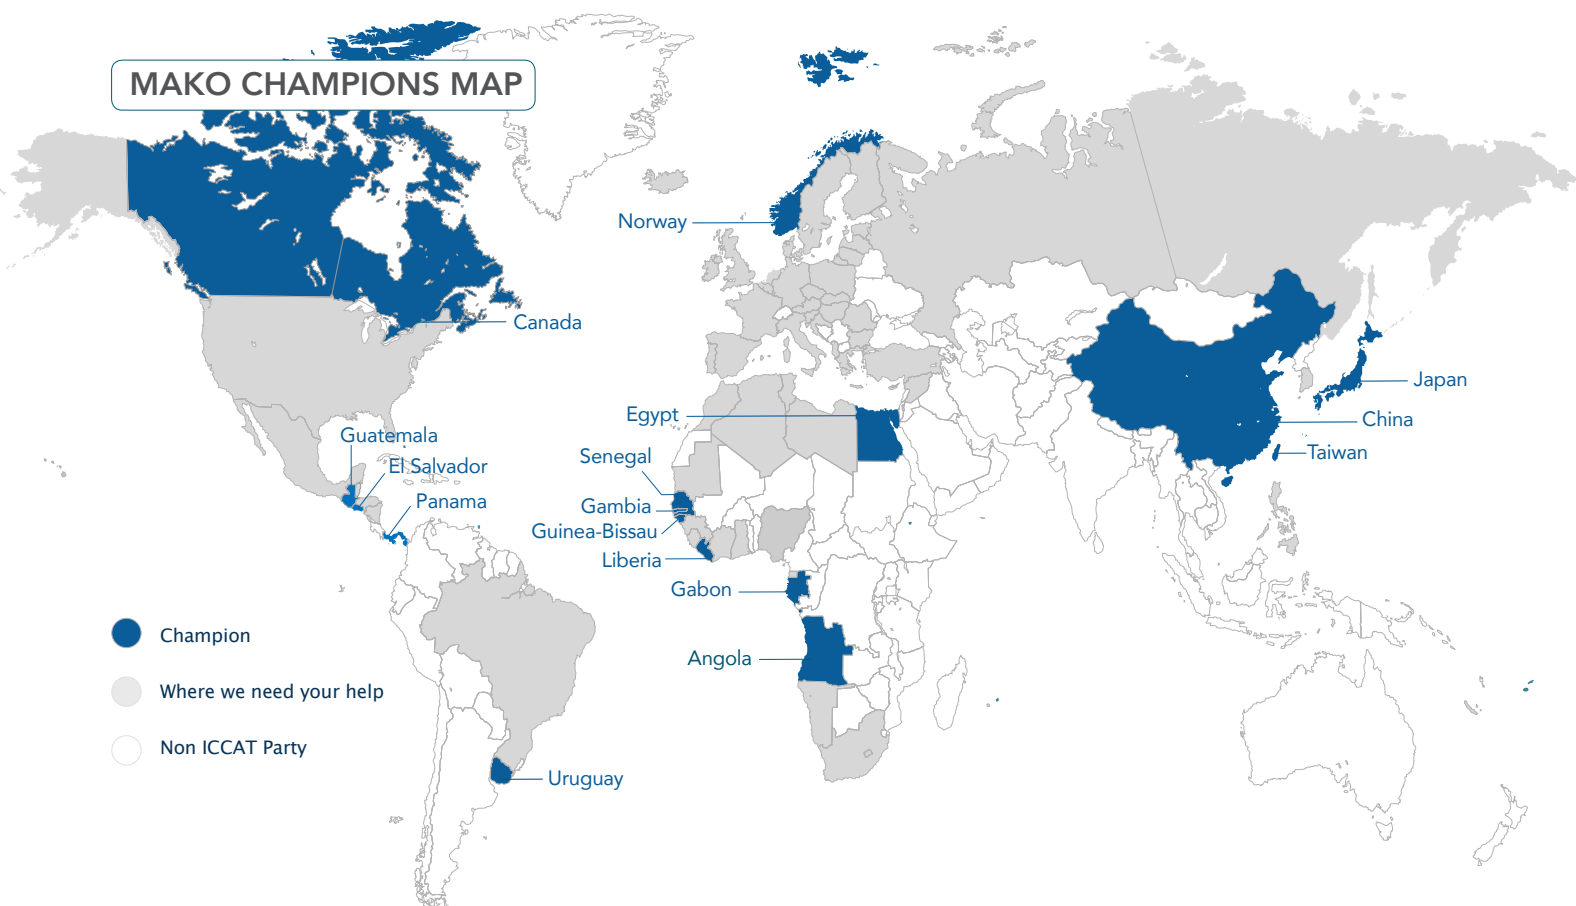 MAKO CHAMPIONS MAP
Norway
Canada
Japan
Egypt
China
Guatemala
Senegal
Taiwan
El Salvador
Panama
Gambia
Guinea-Bissau
Liberia
Gabon
Champion
Angola
Where we need your help
Non ICCAT Party
Uruguay